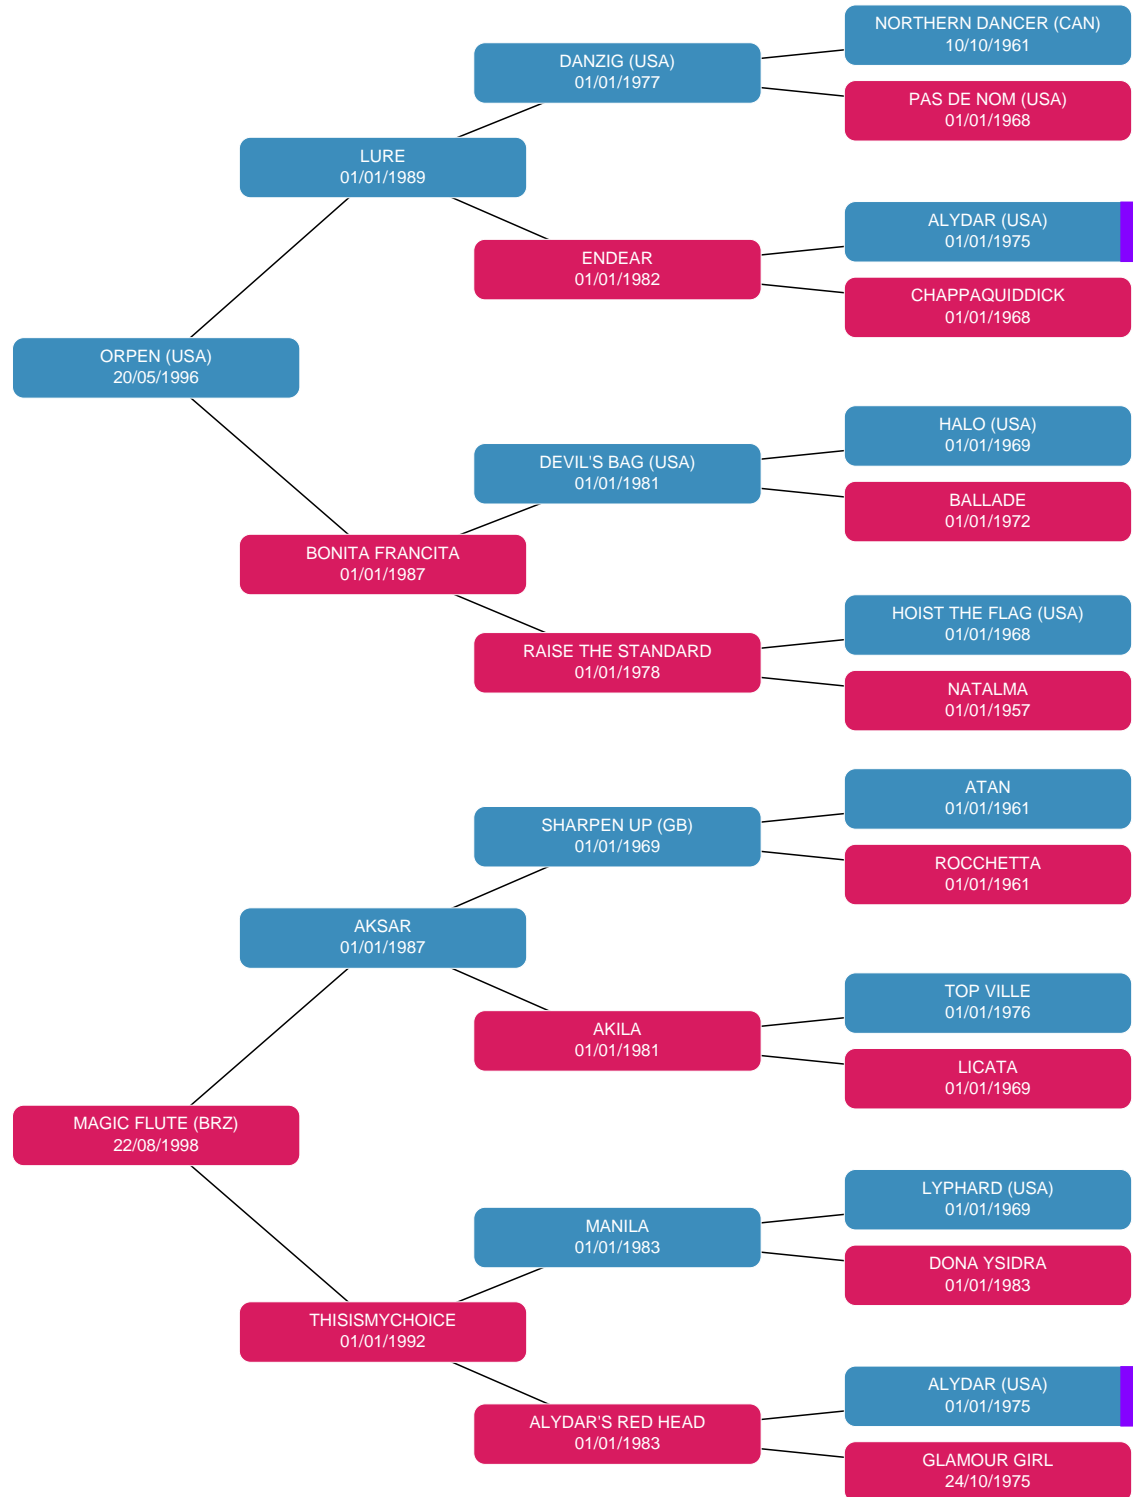 NORTHERN DANCER (CAN)
10/10/1961
DANZIG (USA)
01/01/1977
PAS DE NOM (USA)
01/01/1968
LURE
01/01/1989
ALYDAR (USA)
01/01/1975
ENDEAR
01/01/1982
CHAPPAQUIDDICK
01/01/1968
ORPEN (USA)
20/05/1996
HALO (USA)
01/01/1969
DEVIL'S BAG (USA)
01/01/1981
BALLADE
01/01/1972
BONITA FRANCITA
01/01/1987
HOIST THE FLAG (USA)
01/01/1968
RAISE THE STANDARD
01/01/1978
NATALMA
01/01/1957
ATAN
01/01/1961
SHARPEN UP (GB)
01/01/1969
ROCCHETTA
01/01/1961
AKSAR
01/01/1987
TOP VILLE
01/01/1976
AKILA
01/01/1981
LICATA
01/01/1969
MAGIC FLUTE (BRZ)
22/08/1998
LYPHARD (USA)
01/01/1969
MANILA
01/01/1983
DONA YSIDRA
01/01/1983
THISISMYCHOICE
01/01/1992
ALYDAR (USA)
01/01/1975
ALYDAR'S RED HEAD
01/01/1983
GLAMOUR GIRL
24/10/1975